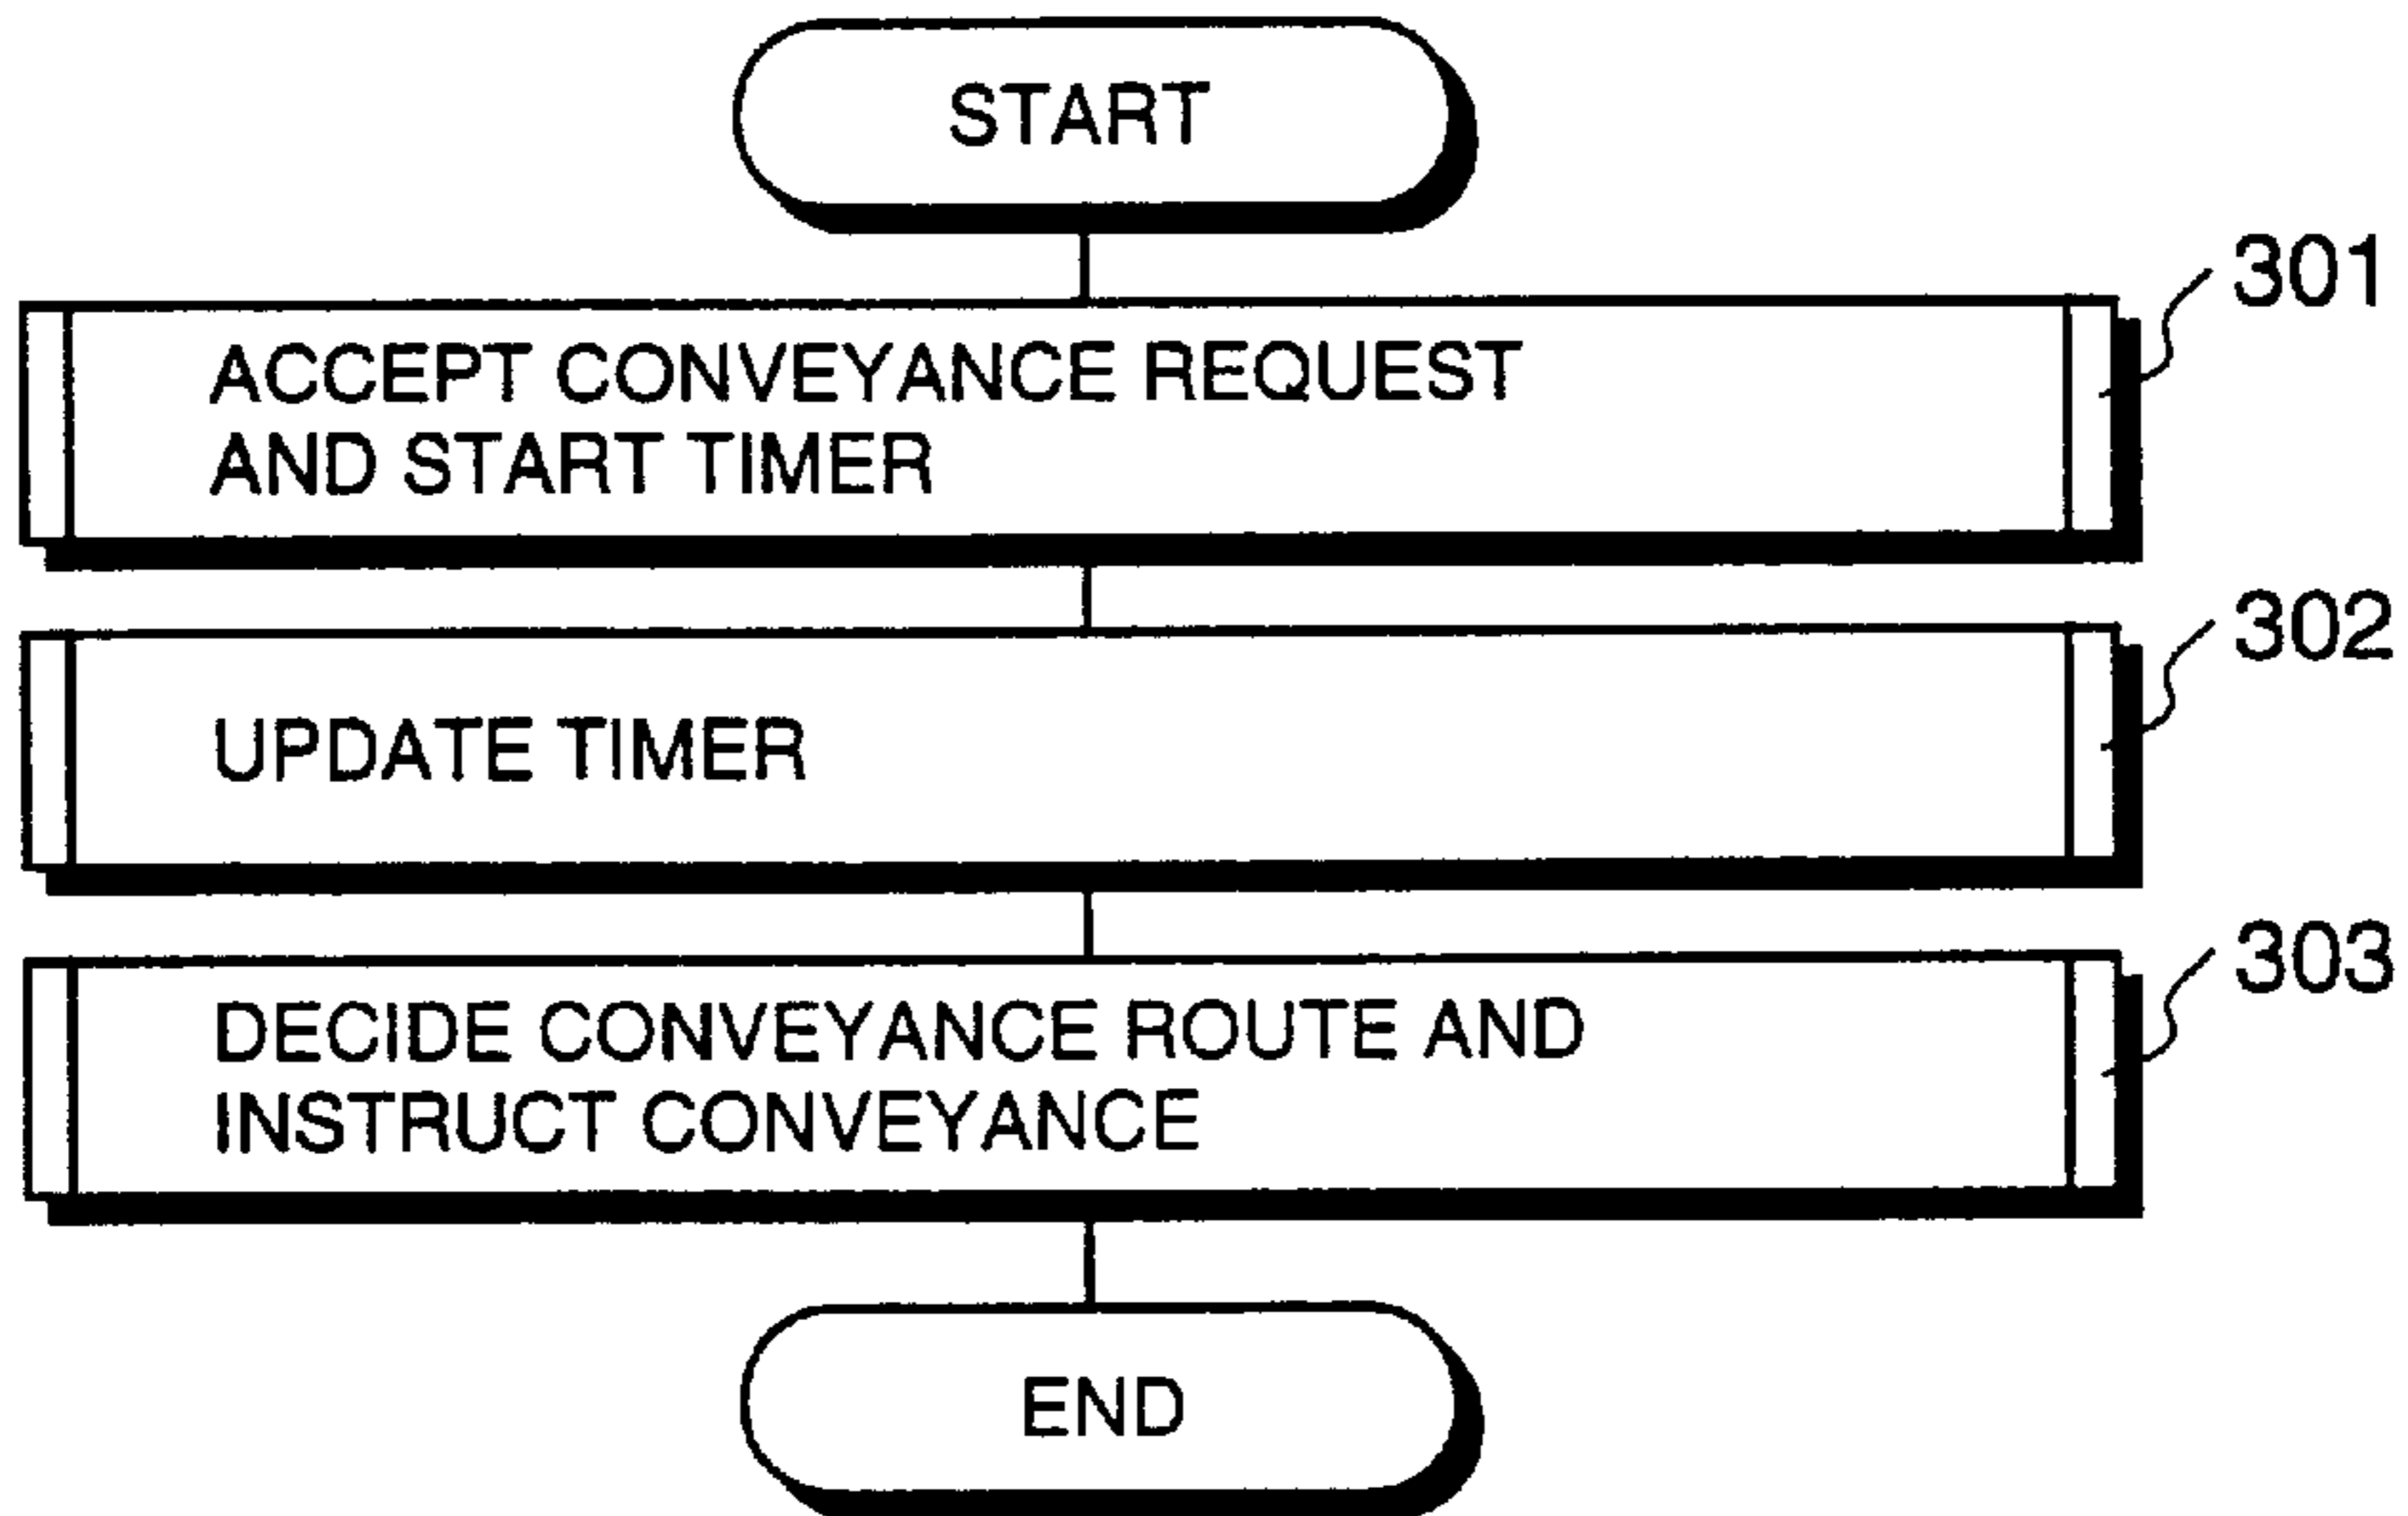 START
301
ACCEPT CONVEYANCE REQUEST
AND START TIMER
302
UPDATE TIMER
303
DECIDE CONVEYANCE ROUTE AND
INSTRUCT CONVEYANCE
END